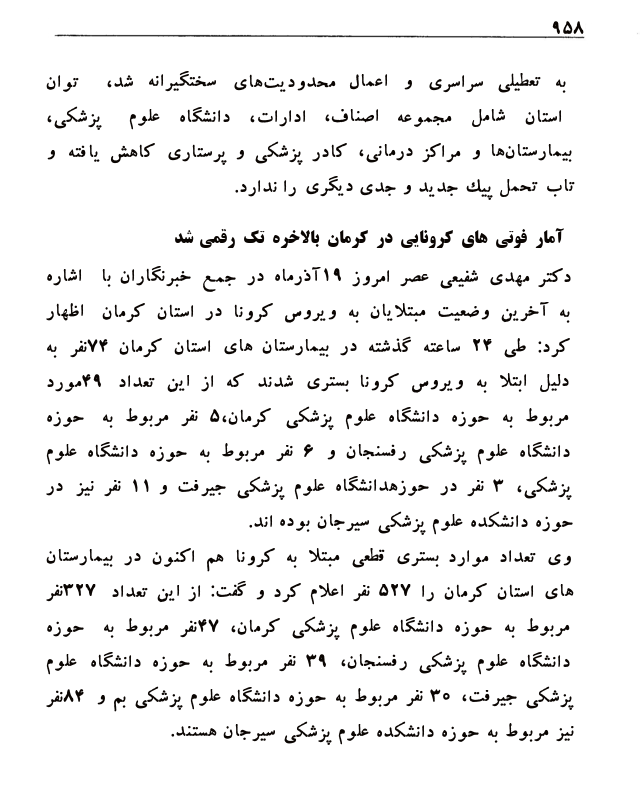 ۹۵۸
به تعطیلی سراسری و اعمال محدودیت‌های سختگیرانه شد، توان
استان شامل مجموعه اصناف، ادارات، دانشگاه علوم پزشکی،
بیمارستان‌ها و مراکز درمانی، کادر پزشکی و پرستاری کاهش یافته و
تاب تحمل پیك جدید و جدی دیگری را ندارد.
آمار فوتی های کرونایی در کرمان بالاخره تک رقمی شد
دکتر مهدی شفیعی عصر امروز ۱۹آذرماه در جمع خبرنگاران با اشاره
به آخرین وضعیت مبتلایان به ویروس کرونا در استان کرمان اظهار
کرد: طی ۲۴ ساعته گذشته در بیمارستان های استان کرمان ۷۴نفر به
دلیل ابتلا به ویروس کرونا بستری شدند که از این تعداد ۴۹مورد
مربوط به حوزه دانشگاه علوم پزشکی کرمان،۵ نفر مربوط به حوزه
دانشگاه علوم پزشکی رفسنجان و ۶ نفر مربوط به حوزه دانشگاه علوم
پزشکی، ۳ نفر در حوزهدانشگاه علوم پزشکی جیرفت و ۱۱ نفر نیز در
حوزه دانشکده علوم پزشکی سیرجان بوده اند.
وی تعداد موارد بستری قطعی مبتلا به کرونا هم اکنون در بیمارستان
های استان کرمان را ۵۲۷ نفر اعلام کرد و گفت: از این تعداد ۳۲۷نفر
مربوط به حوزه دانشگاه علوم پزشکی کرمان، ۴۷نفر مربوط به حوزه
دانشگاه علوم پزشکی رفسنجان، ۳۹ نفر مربوط به حوزه دانشگاه علوم
پزشکی جیرفت، ۳۰ نفر مربوط به حوزه دانشگاه علوم پزشکی بم و ۸۴نفر
نیز مربوط به حوزه دانشکده علوم پزشکی سیرجان هستند.